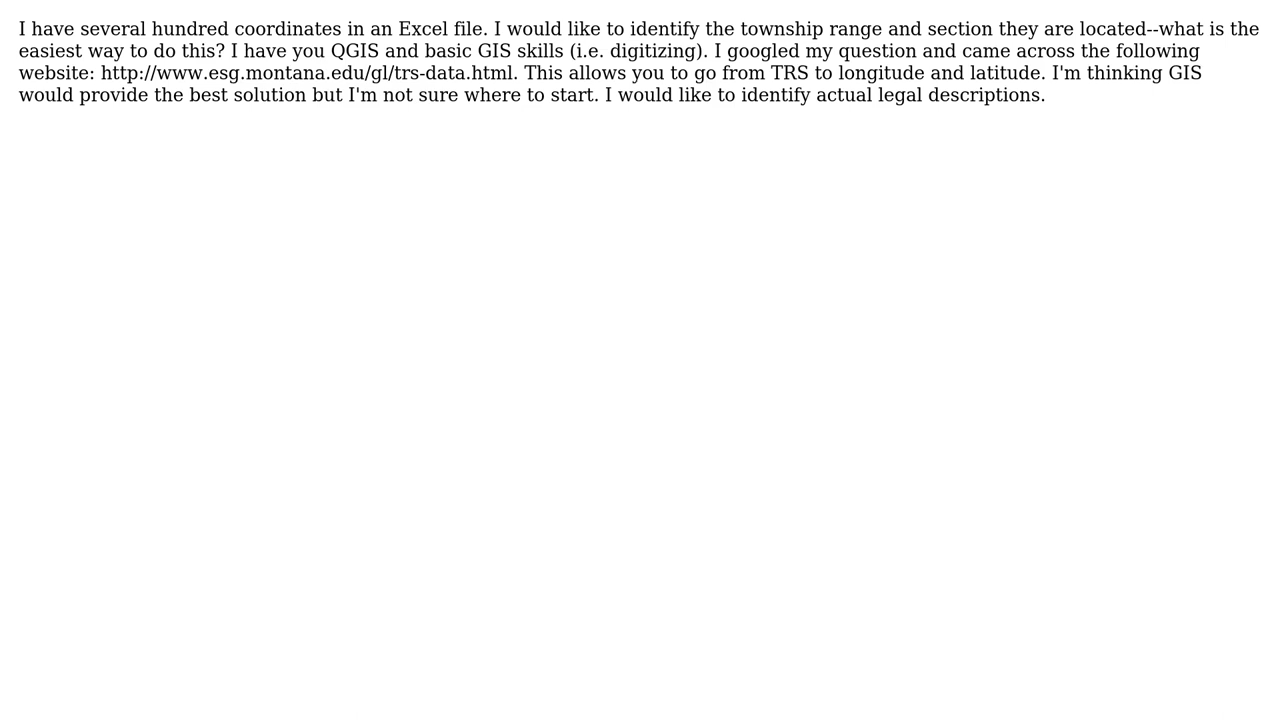 I have several hundred coordinates in an Excel file. I would like to identify the township range and section they are located--what is the
easiest way to do this? I have you QGIS and basic GIS skills (i.e. digitizing). I googled my question and came across the following
website: http://www.esg.montana.edu/gl/trs-data.html. This allows you to go from TRS to longitude and latitude. I'm thinking GIS
would provide the best solution but I'm not sure where to start. I would like to identify actual legal descriptions.